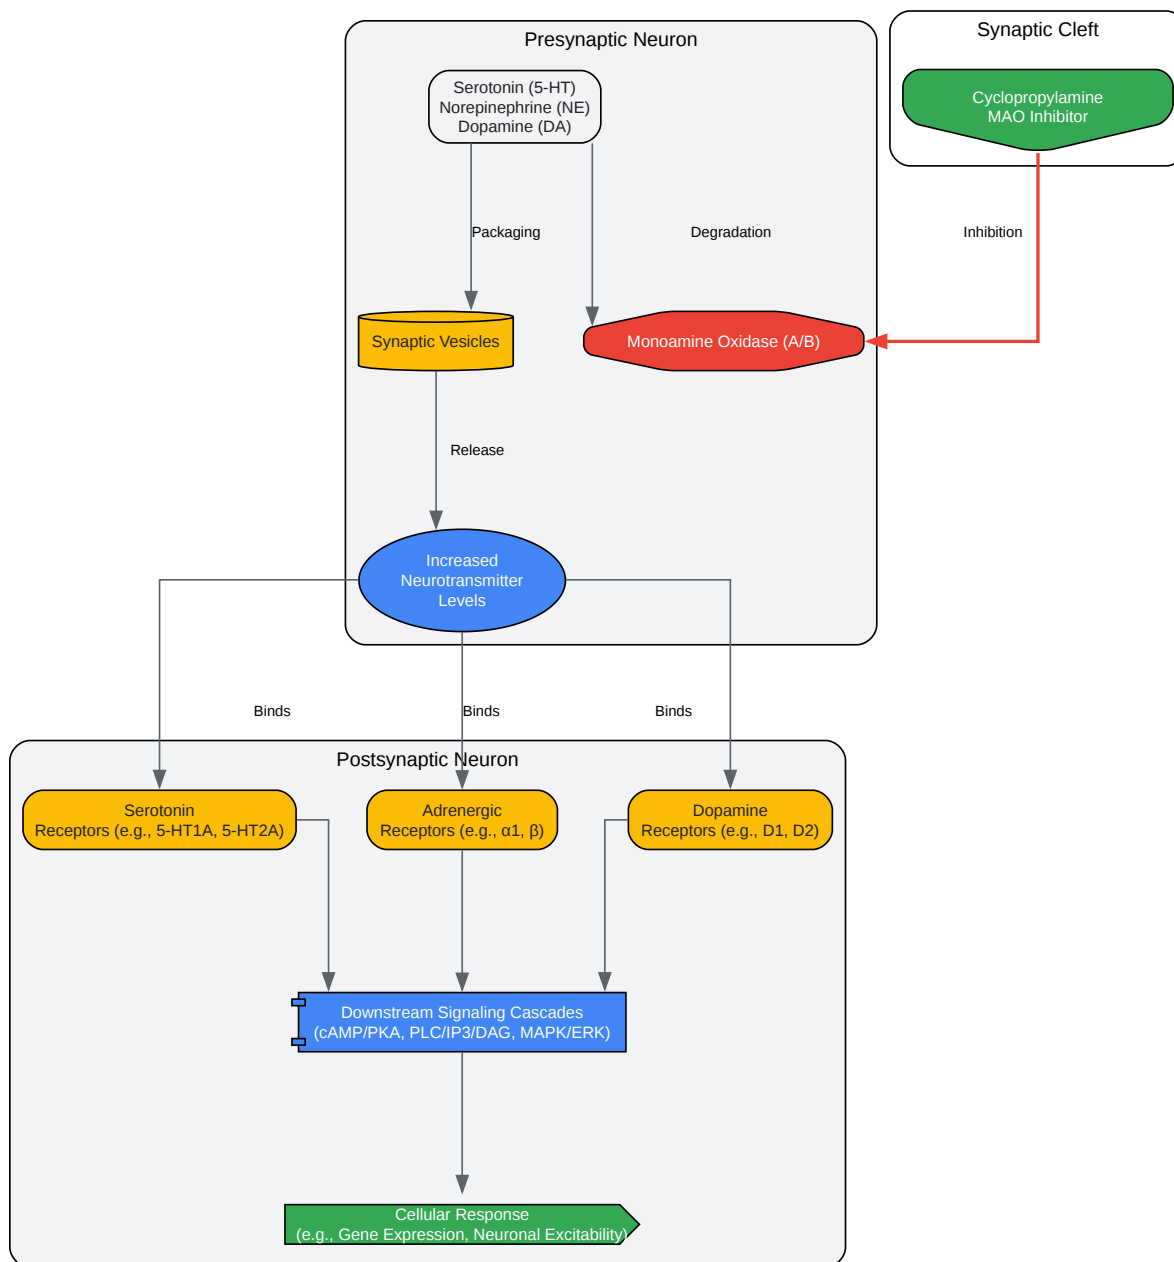 Presynaptic Neuron
Synaptic Cleft
Serotonin (5-HT)
Norepinephrine (NE)
Dopamine (DA)
Cyclopropylamine
MAO Inhibitor
Packaging
Degradation
Inhibition
Synaptic Vesicles
Monoamine Oxidase (A/B)
Release
Increased
Neurotransmitter
Levels
Binds
Binds
Binds
Postsynaptic Neuron
Serotonin
Receptors (e.g., 5-HT1A, 5-HT2A)
Adrenergic
Receptors (e.g., α1, β)
Dopamine
Receptors (e.g., D1, D2)
Downstream Signaling Cascades
(cAMP/PKA, PLC/IP3/DAG, MAPK/ERK)
Cellular Response
(e.g., Gene Expression, Neuronal Excitability)